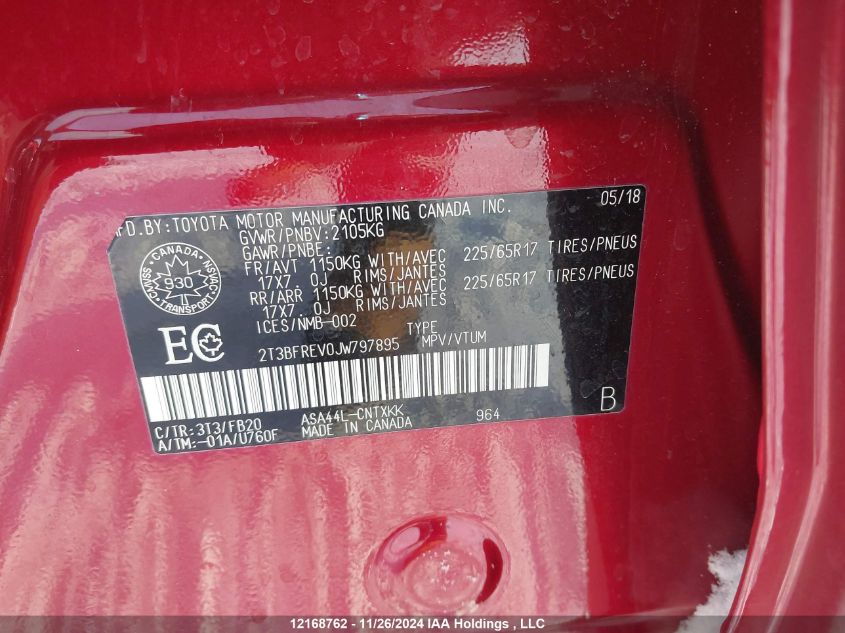 FD.BY:TOYOTA MOTOR MANUFACTURING CANADA INC. 05/18
GVWR/PNBV:2105KG
GAWR/PNBE:
FR/AVT 1150KG WITH/AVEC 225/65R17 TIRES/PNEUS
17X7.0J RIMS/JANTES
RR/ARR 1150KG WITH/AVEC 225/65R17 TIRES/PNEUS
17X7.0J RIMS/JANTES
ICES/NMB-002
TYPE
2T3BFREV0JW797895 MPV/VTUM
CANADA
CMVSS 930 NSVAC
TRANSPORT
EC
C/TR:3T3/FB20 ASA44L-CNTXKK 964 B
A/TM:-01A/U760F MADE IN CANADA
12168762 - 11/26/2024 IAA Holdings , LLC